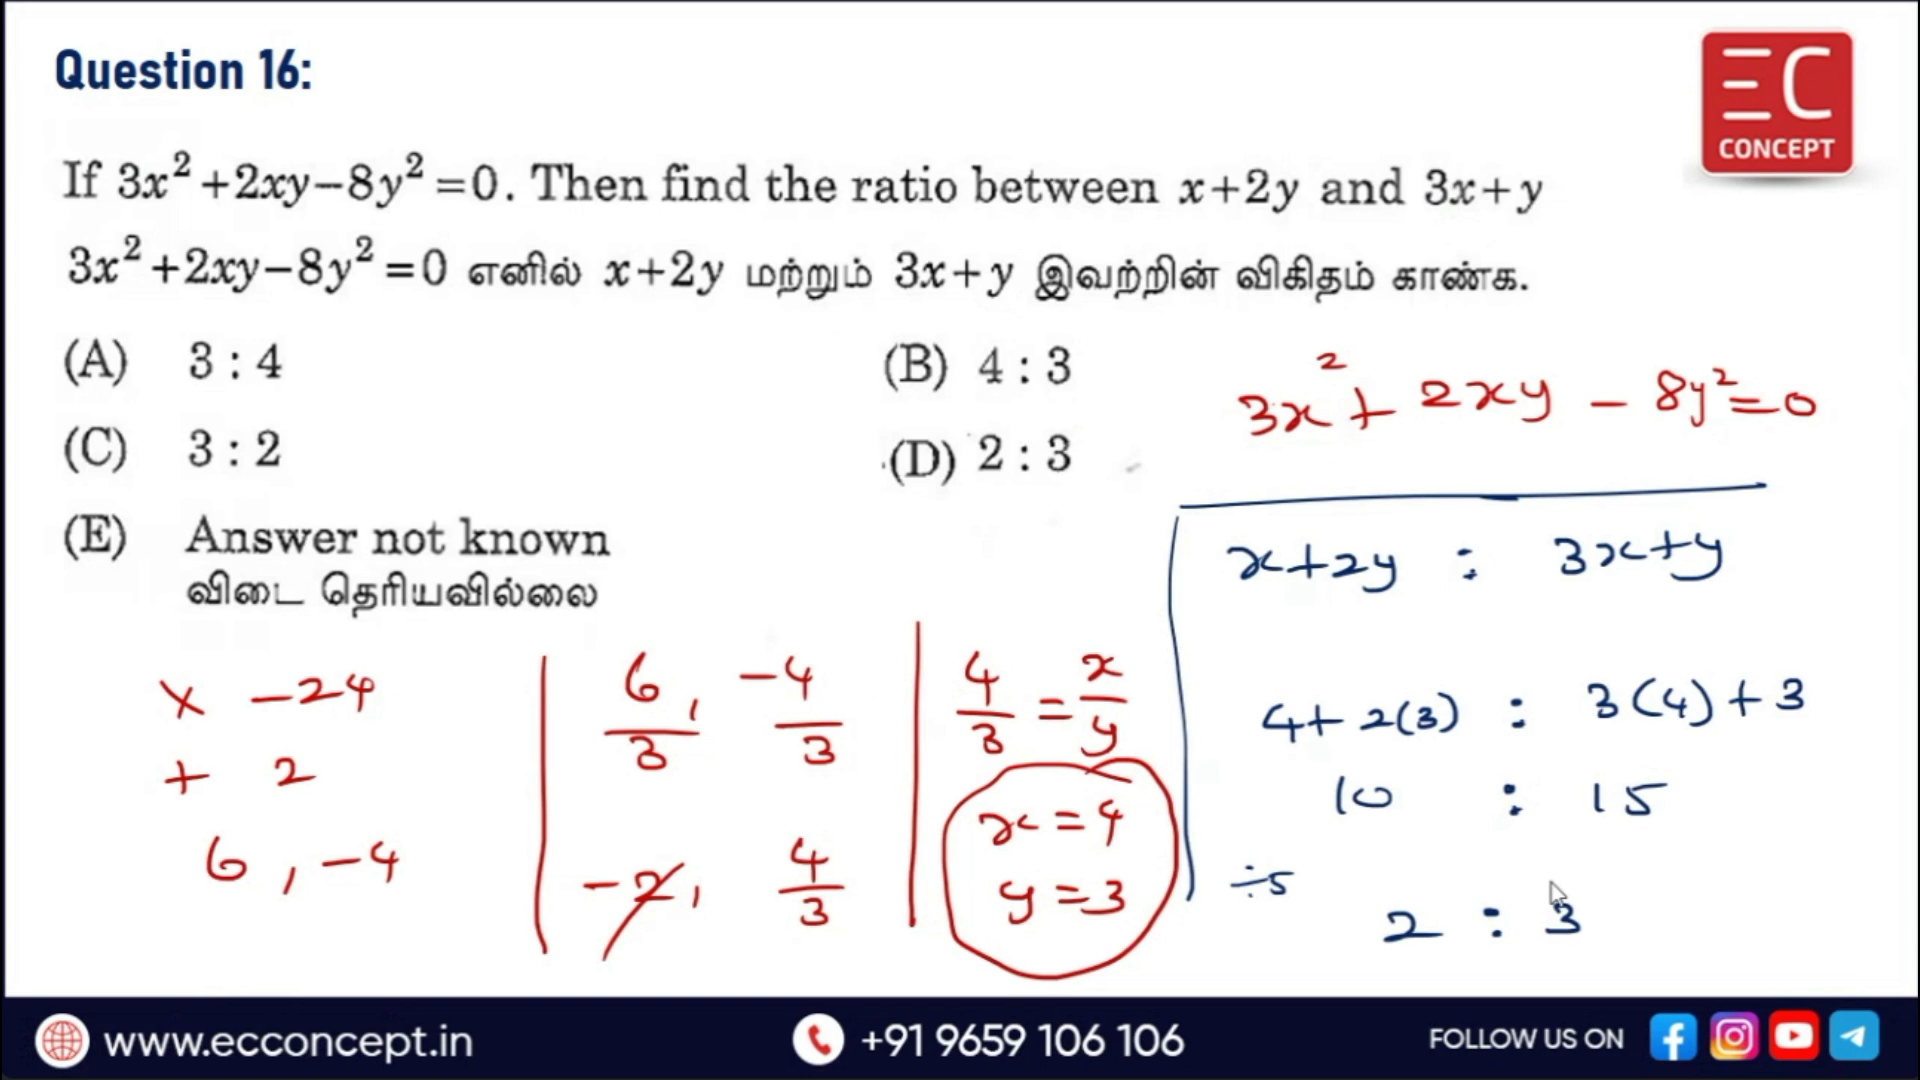 Question 16:
EC
CONCEPT
If 3x²+2xy−8y²=0. Then find the ratio between x+2y and 3x+y
3x²+2xy−8y²=0 எனில் x+2y மற்றும் 3x+y இவற்றின் விகிதம் காண்க.
(A) 3 : 4
(B) 4 : 3
(C) 3 : 2
(D) 2 : 3
(E) Answer not known
விடை தெரியவில்லை
3x²+ 2xy − 8y²=0
x −24
+ 2
6 , −4
6/3, −4/3
−2, 4/3
4/3 = x/y
x=4
y=3
x+2y : 3x+y
4+2(3) : 3(4)+3
10 : 15
÷5
2 : 3
www.ecconcept.in
+91 9659 106 106
FOLLOW US ON